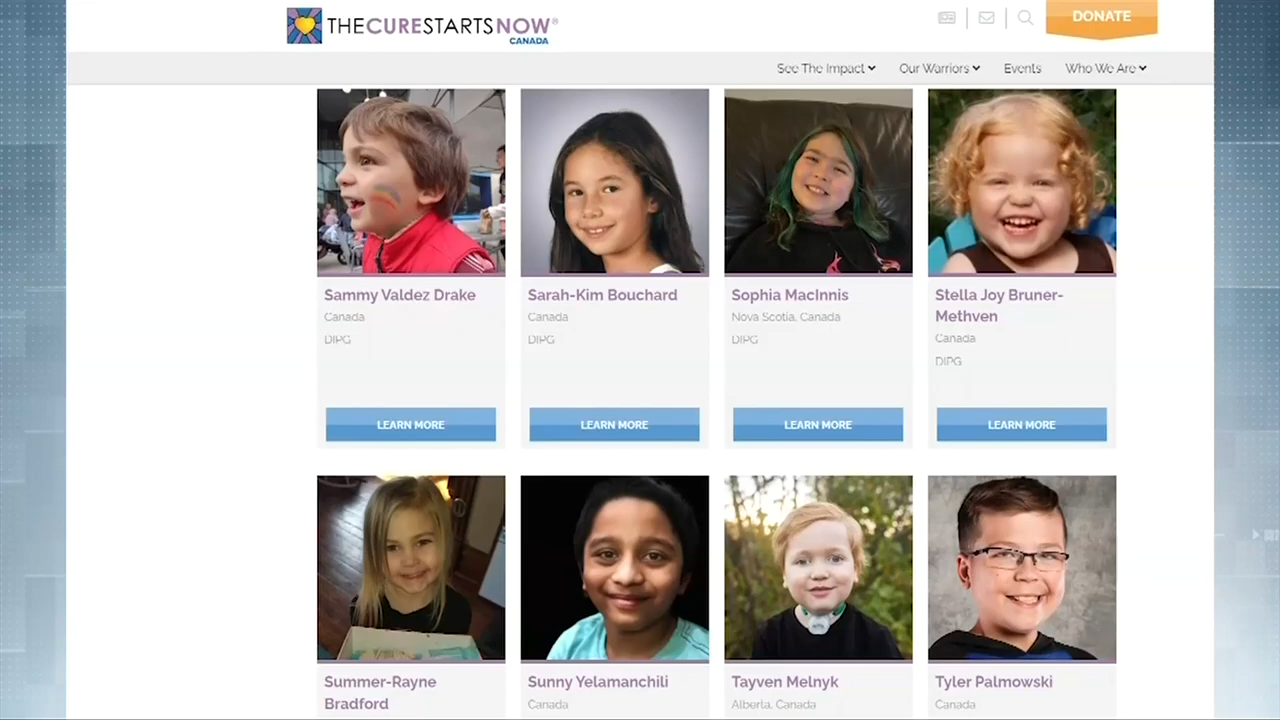 THECURESTARTSNOW®
CANADA
DONATE
See The Impact
Our Warriors
Events
Who We Are
Sammy Valdez Drake
Canada
DIPG
LEARN MORE
Sarah-Kim Bouchard
Canada
DIPG
LEARN MORE
Sophia MacInnis
Nova Scotia, Canada
DIPG
LEARN MORE
Stella Joy Bruner-
Methven
Canada
DIPG
LEARN MORE
Summer-Rayne
Bradford
Sunny Yelamanchili
Canada
Tayven Melnyk
Alberta, Canada
Tyler Palmowski
Canada